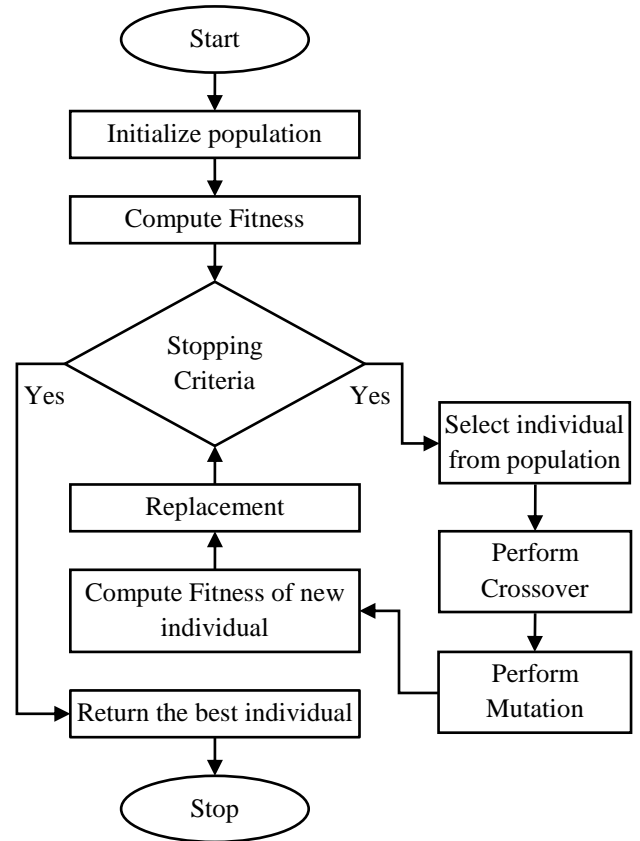 Start
Initialize population
Compute Fitness
Stopping
Criteria
Yes
Yes
Select individual
from population
Perform
Crossover
Perform
Mutation
Compute Fitness of new
individual
Replacement
Return the best individual
Stop